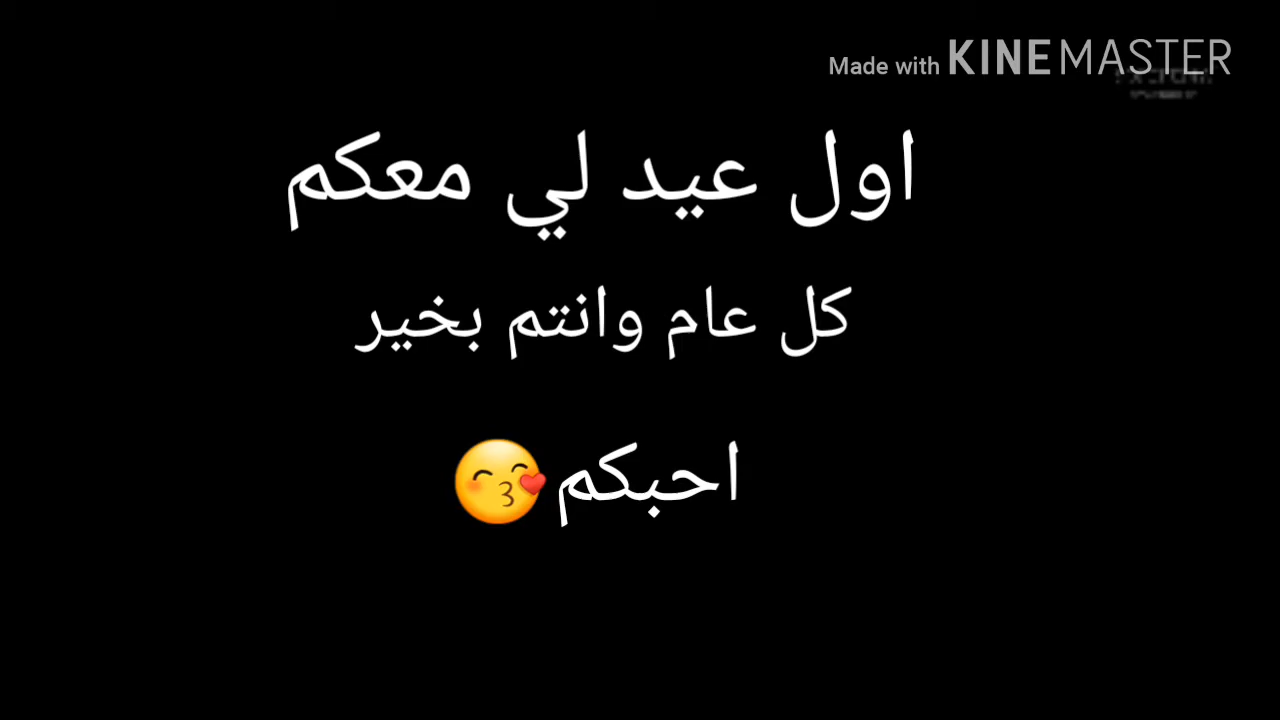 Made with KINEMASTER
اول عيد لي معكم
كل عام وانتم بخير
احبكم😙